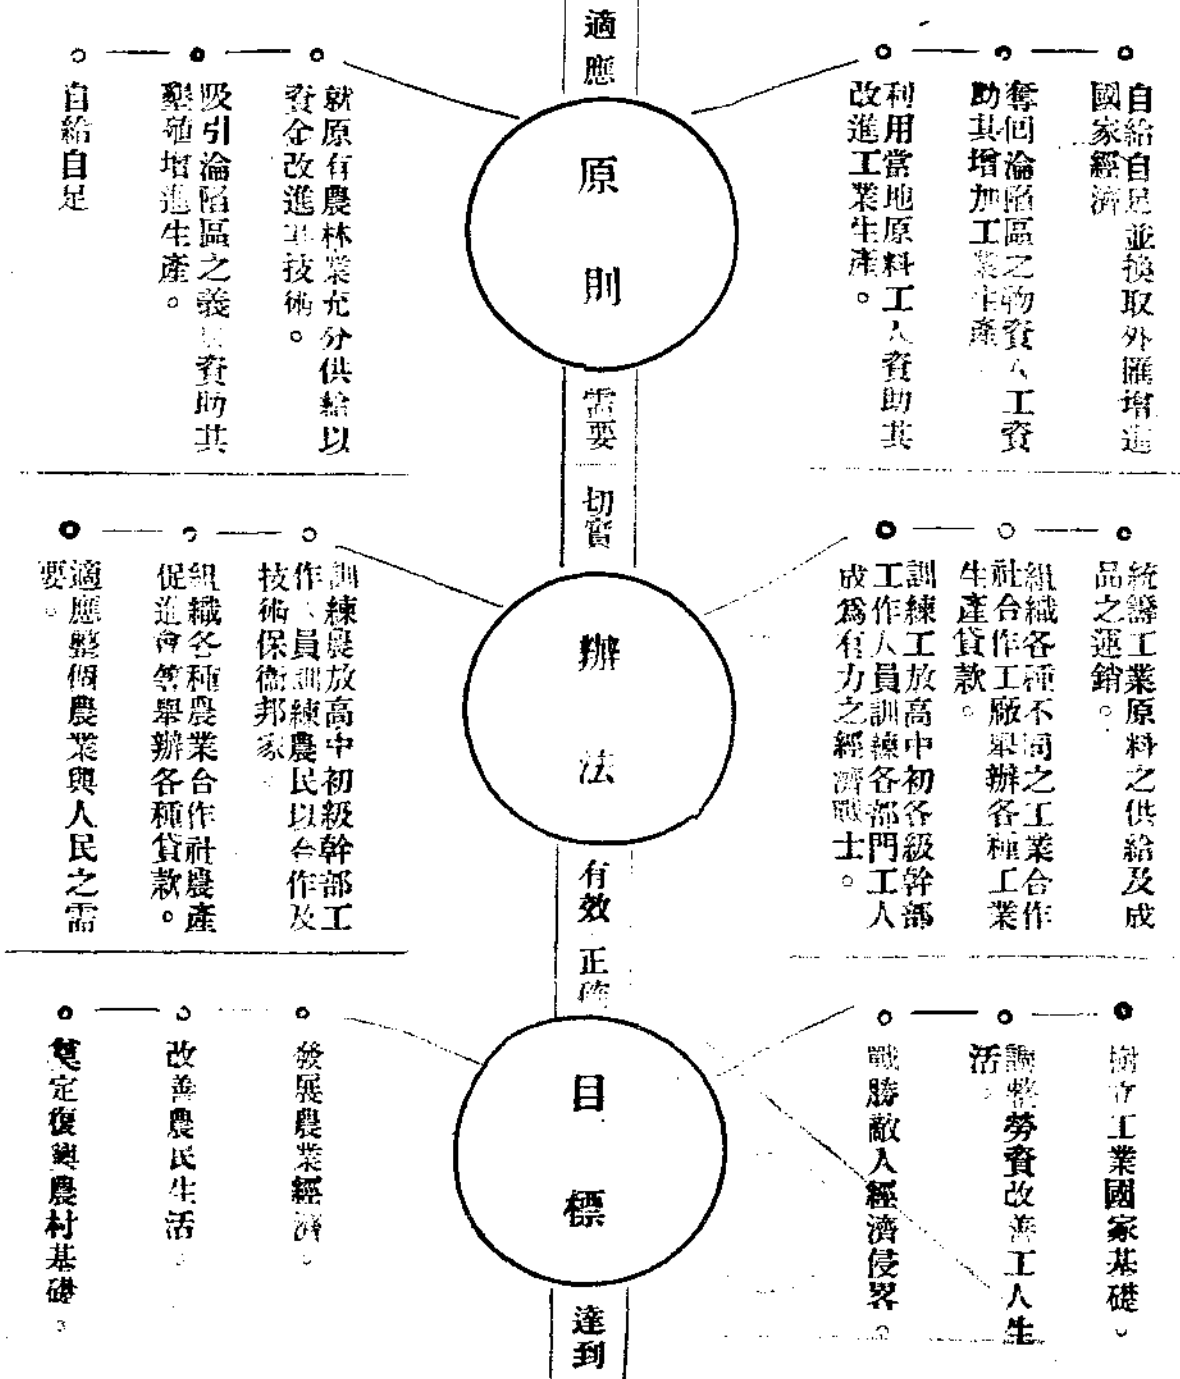 適應
原則
自給自足並換取外匯增進
國家經濟
奪回淪陷區之物資人工資
助其增加工業生產
利用當地原料工人資助其
改進工業生產。
就原有農林業充分供給以
資金改進其技術。
吸引淪陷區之義資助其
墾殖增進生產。
自給自足
需要
切實
辦法
統籌工業原料之供給及成
品之運銷。
組織各種不同之工業合作
社合作工廠舉辦各種工業
生產貸款。
訓練工放高中初各級幹部
工作人員訓練各部門工人
成爲有力之經濟戰士。
訓練農放高中初級幹部工
作人員訓練農民以合作及
技術保衞邦家。
組織各種農業合作社農產
促進會等舉辦各種貸款。
適應整個農業與人民之需
要。
有效
正確
目標
樹立工業國家基礎。
調整勞資改善工人生
活。
戰勝敵人經濟侵畧。
發展農業經濟。
改善農民生活。
奠定復興農村基礎。
達到